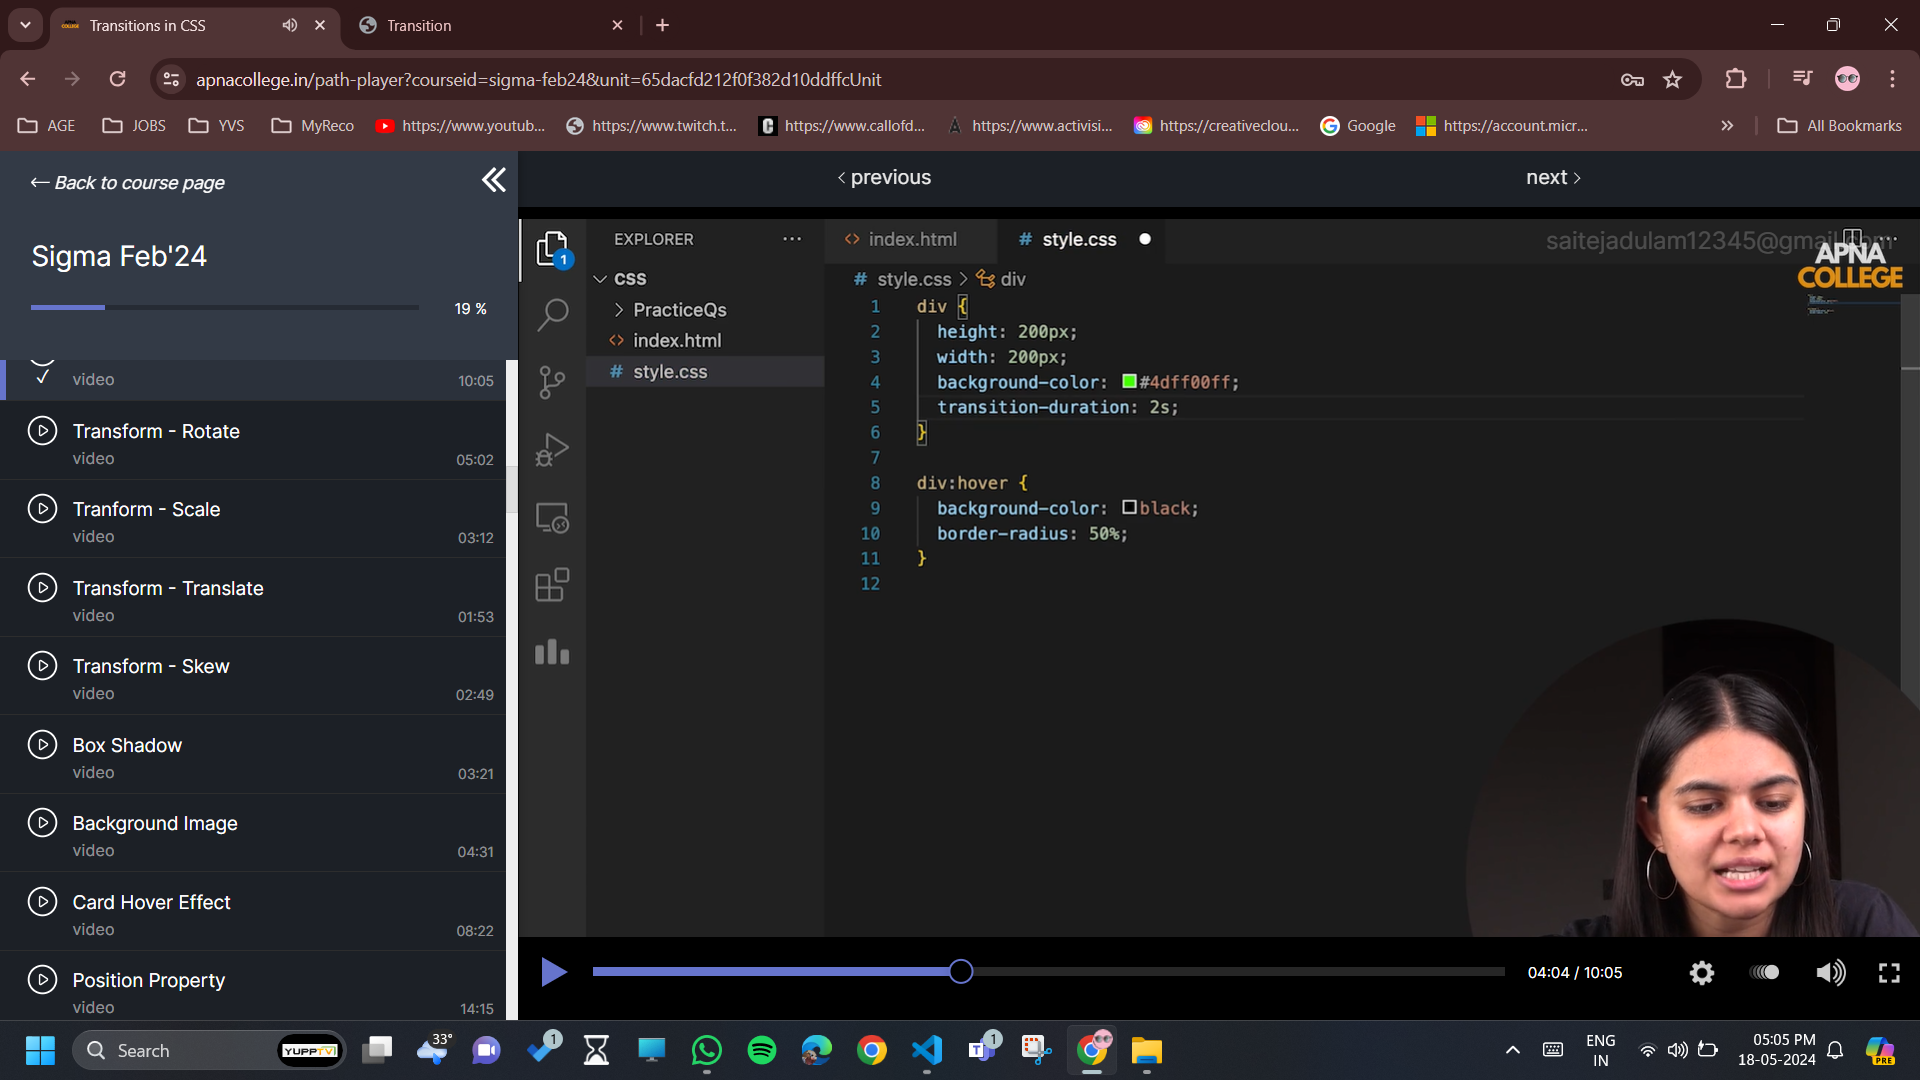 Transitions in CSS
Transition
apnacollege.in/path-player?courseid=sigma-feb24&unit=65dacfd212f0f382d10ddffcUnit
AGE
JOBS
YVS
MyReco
https://www.youtub...
https://www.twitch.t...
https://www.callofd...
https://www.activisi...
https://creativeclou...
Google
https://account.micr...
All Bookmarks
← Back to course page
Sigma Feb'24
19 %
video
10:05
Transform - Rotate
video
05:02
Tranform - Scale
video
03:12
Transform - Translate
video
01:53
Transform - Skew
video
02:49
Box Shadow
video
03:21
Background Image
video
04:31
Card Hover Effect
video
08:22
Position Property
video
14:15
‹ previous
next ›
1
EXPLORER
CSS
PracticeQs
<> index.html
# style.css
<> index.html
# style.css
saitejadulam12345@gmail.com
APNA
COLLEGE
# style.css > div
1 div {
2 height: 200px;
3 width: 200px;
4 background-color: #4dff00ff;
5 transition-duration: 2s;
6 }
7
8 div:hover {
9 background-color: black;
10 border-radius: 50%;
11 }
12
04:04 / 10:05
Search
YUPPTV
33°
1
1
ENG
IN
05:05 PM
18-05-2024
PRE